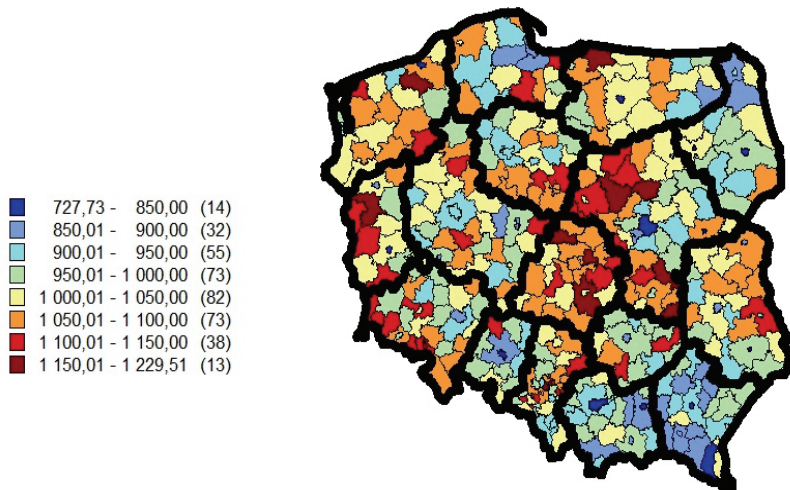 727,73 - 850,00 (14)
850,01 - 900,00 (32)
900,01 - 950,00 (55)
950,01 - 1 000,00 (73)
1 000,01 - 1 050,00 (82)
1 050,01 - 1 100,00 (73)
1 100,01 - 1 150,00 (38)
1 150,01 - 1 229,51 (13)